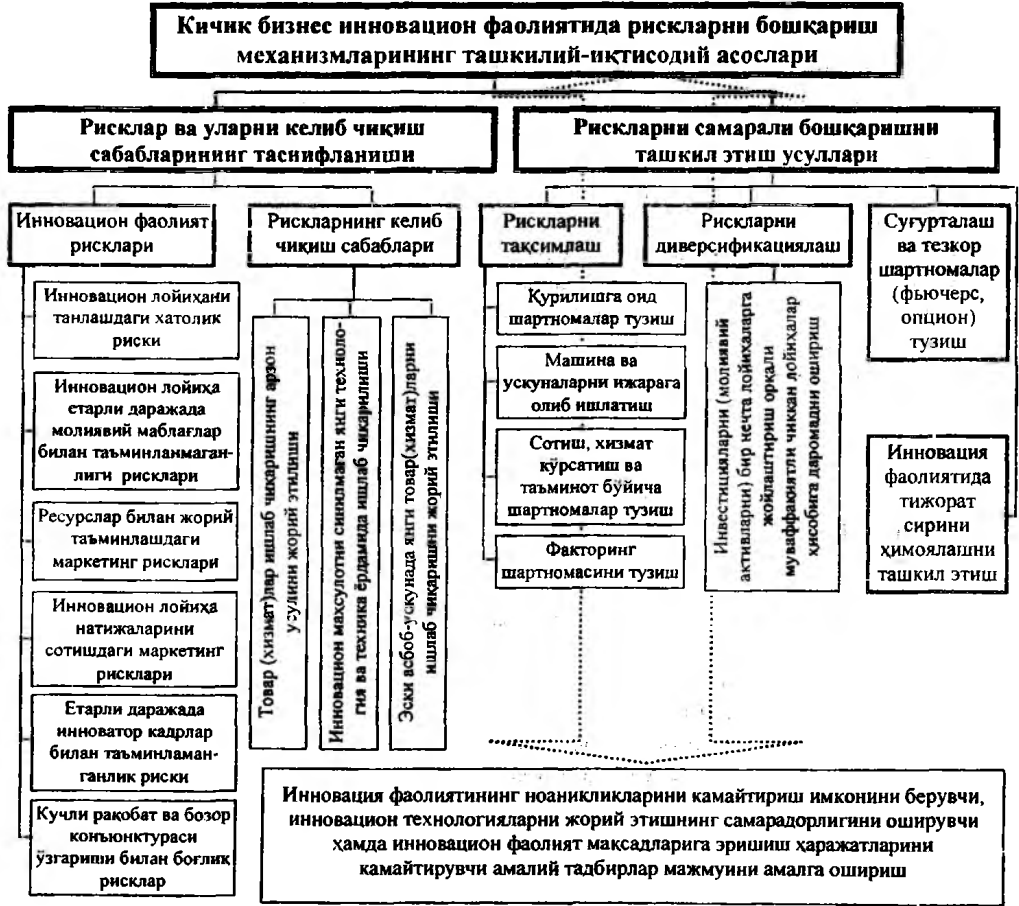 Кичик бизнес инновацион фаолиятида рискларни бошқариш
механизмларининг ташкилий-иқтисодий асослари
Рисклар ва уларни келиб чиқиш
сабабларининг таснифланиши
Рискларни самарали бошқаришни
ташкил этиш усуллари
Инновацион фаолият
рисклари
Рискларнинг келиб
чиқиш сабаблари
Рискларни
тақсимлаш
Рискларни
диверсификациялаш
Суғурталаш
ва тезкор
шартномалар
(фьючерс,
опцион)
тузиш
Инновацион лойиҳани
танлашдаги хатолик
риски
Инновацион лойиҳа
етарли даражада
молиявий маблағлар
билан таъминланмаган-
лиги рисклари
Ресурслар билан жорий
таъминлашдаги
маркетинг рисклари
Инновацион лойиҳа
натижаларини
сотишдаги маркетинг
рисклари
Етарли даражада
инноватор кадрлар
билан таъминламан-
ганлик риски
Кучли рақобат ва бозор
конъюнктураси
ўзгариши билан боғлиқ
рисклар
Товар (хизмат)лар ишлаб чикаришнинг арзон
усулини жорий этилиши
Инновацион махсулотни синилмаган янги техноло-
гия ва техника ёрдамида ишлаб чикарилиши
Эски асбоб-ускунада янги товар(хизмат)ларни
ишлаб чикаришни жорий этилиши
Қурилишга оид
шартномалар тузиш
Машина ва
ускуналарни ижарага
олиб ишлатиш
Сотиш, хизмат
кўрсатиш ва
таъминот бўйича
шартномалар тузиш
Факторинг
шартномасини тузиш
Инвестицияларни (молиявий
активларни) бир нечта лойиҳаларга
жойлаштириш орқали
муваффақиятли чиккан лойиҳалар
ҳисобига даромадни ошириш
Инновация
фаолиятида
тижорат
сирини
ҳимоялашни
ташкил этиш
Инновация фаолиятининг ноаникликларини камайтириш имконини берувчи,
инновацион технологияларни жорий этишнинг самарадорлигини оширувчи
ҳамда инновацион фаолият мақсадларига эришиш ҳаражатларини
камайтирувчи амалий тадбирлар мажмуини амалга ошириш